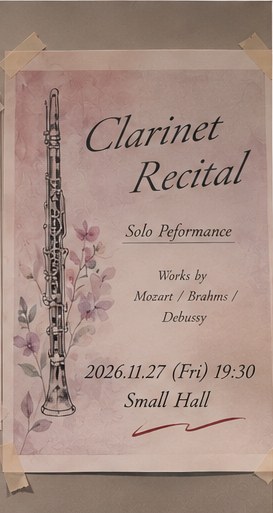 Clarinet
Recital
Solo Peformance
Works by
Mozart / Brahms /
Debussy
2026.11.27 (Fri) 19:30
Small Hall